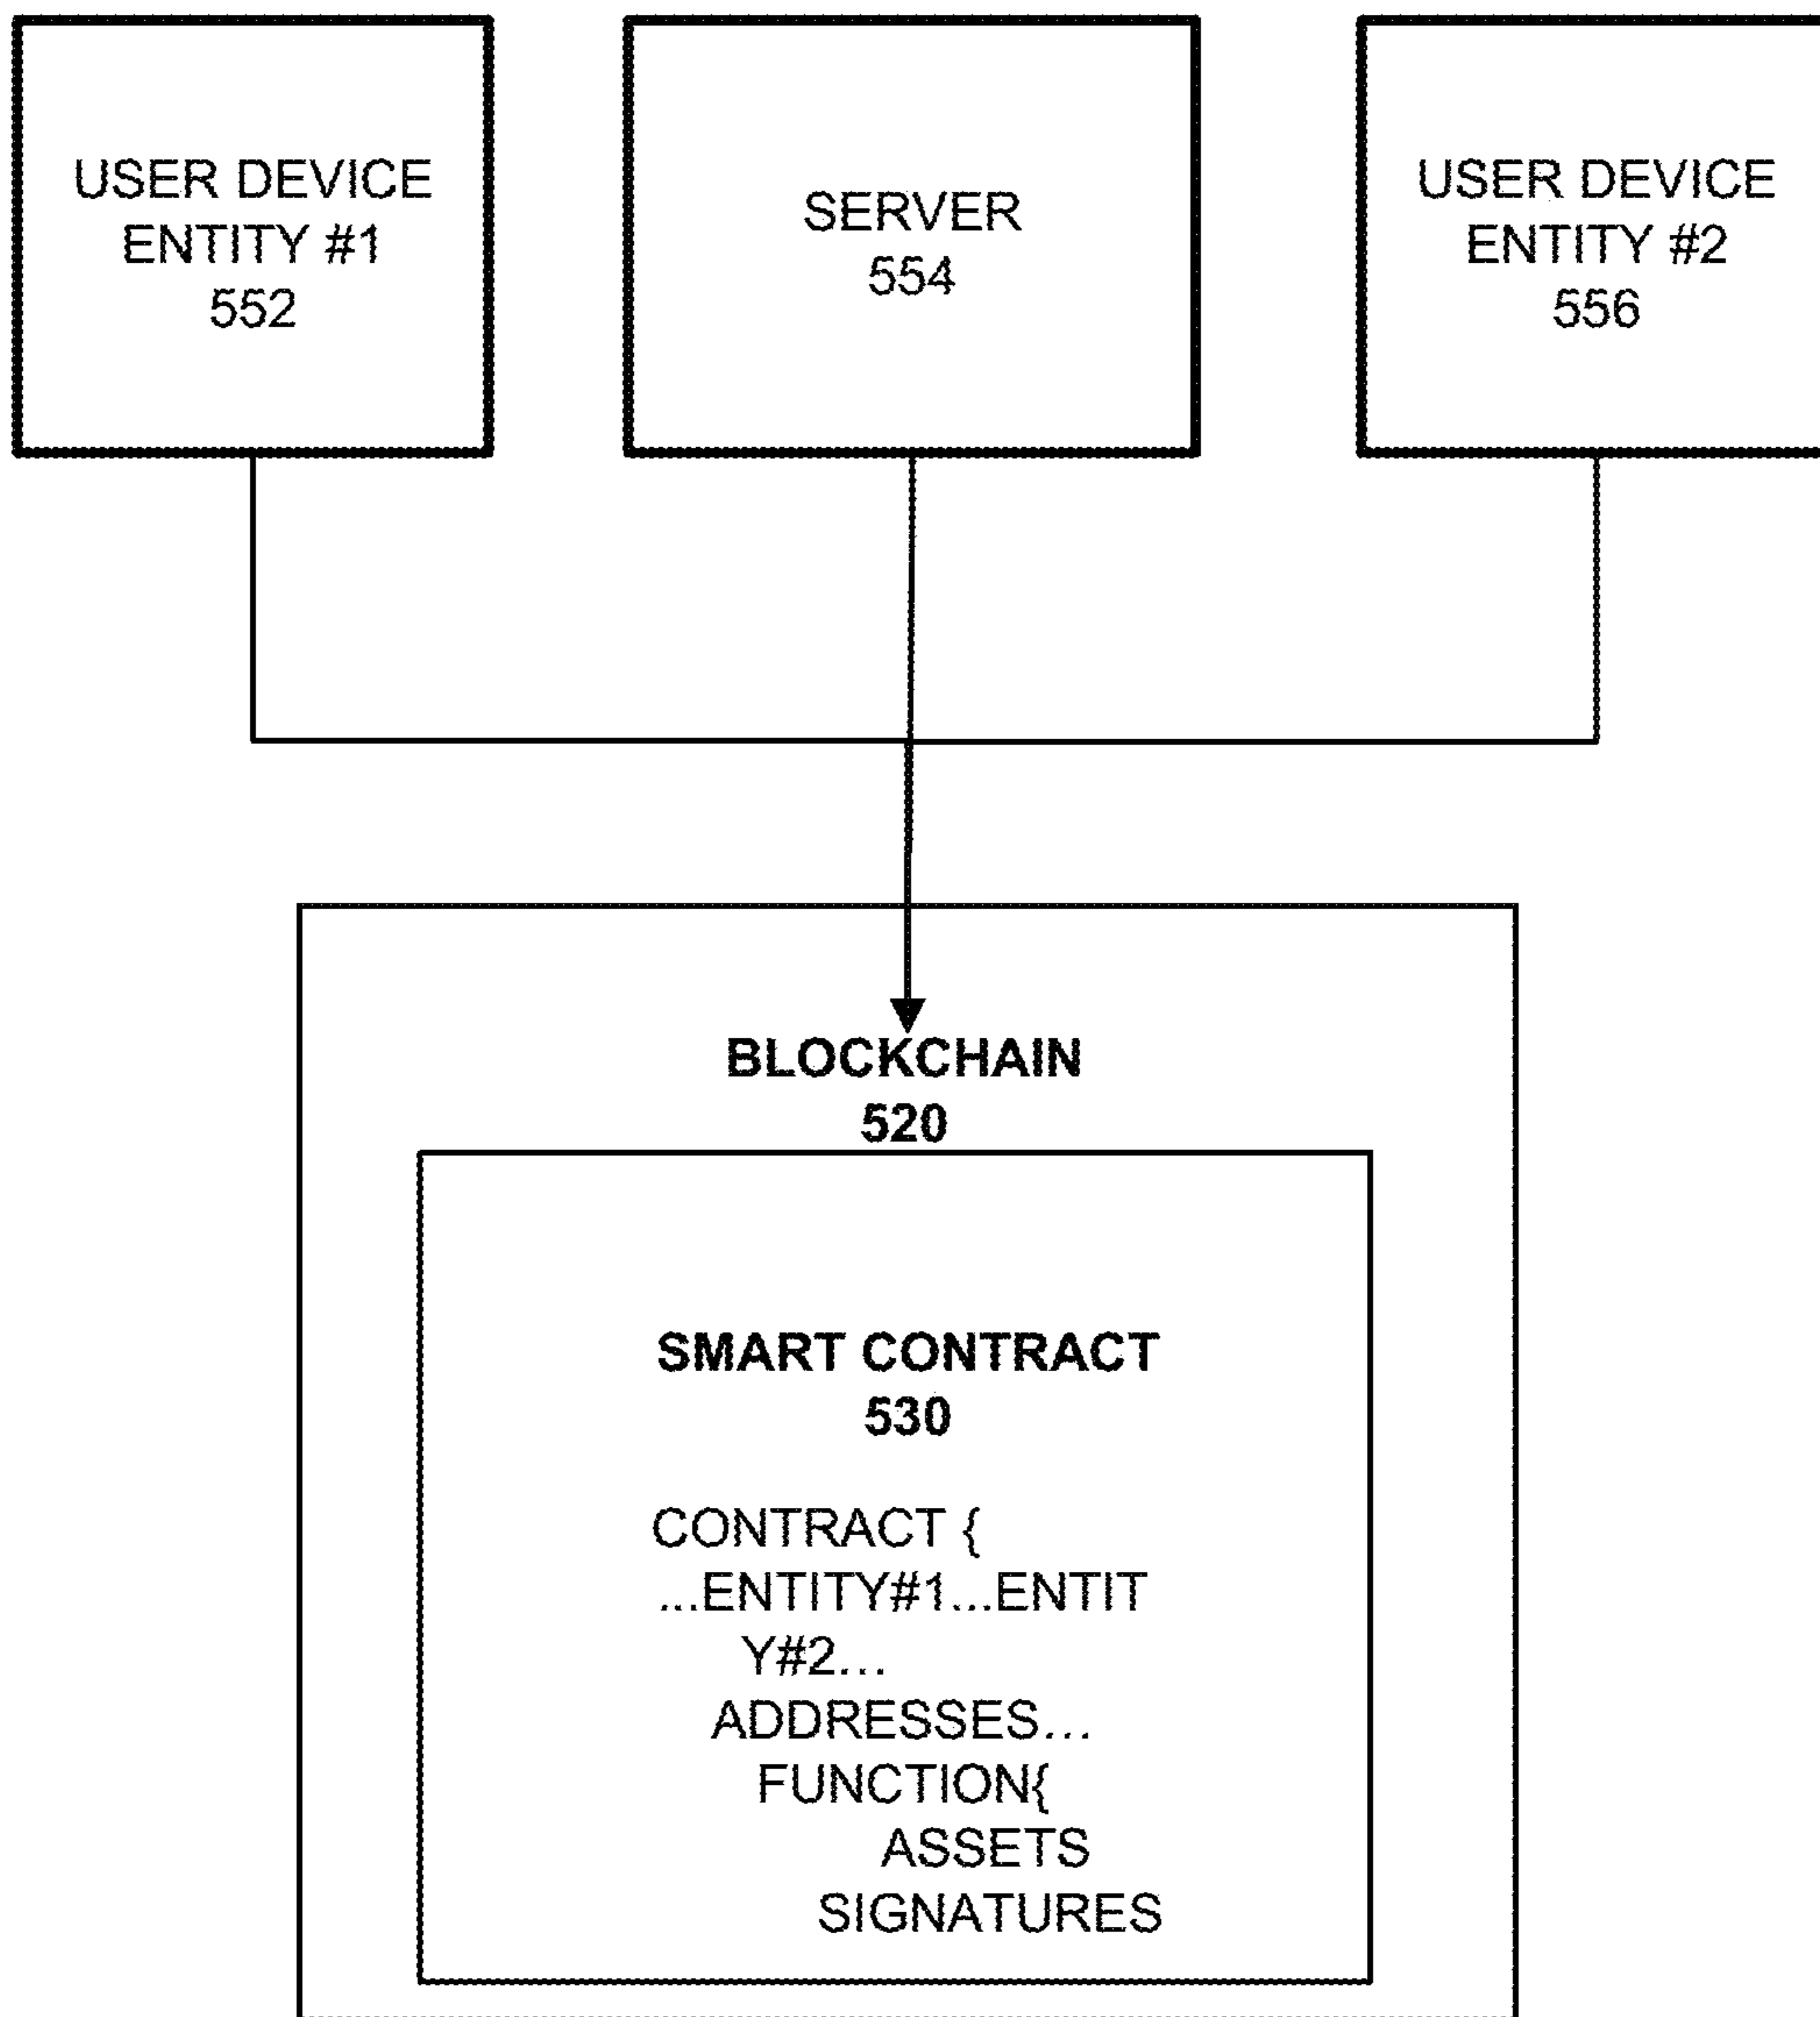 USER DEVICE
ENTITY #1
552
SERVER
554
USER DEVICE
ENTITY #2
556
BLOCKCHAIN
520
SMART CONTRACT
530
CONTRACT {
...ENTITY#1...ENTIT
Y#2...
ADDRESSES...
FUNCTION{
ASSETS
SIGNATURES